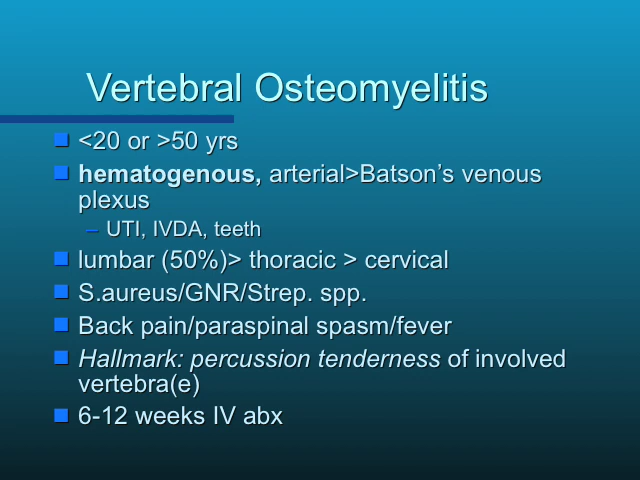 Vertebral Osteomyelitis
<20 or >50 yrs
hematogenous, arterial>Batson's venous
plexus
– UTI, IVDA, teeth
lumbar (50%)> thoracic > cervical
S.aureus/GNR/Strep. spp.
Back pain/paraspinal spasm/fever
Hallmark: percussion tenderness of involved
vertebra(e)
6-12 weeks IV abx